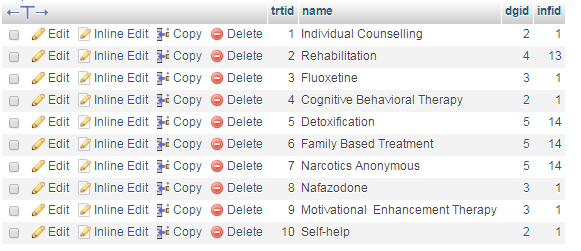 ←T→ trtid name dgid infid
Edit Inline Edit Copy Delete 1 Individual Counselling 2 1
Edit Inline Edit Copy Delete 2 Rehabilitation 4 13
Edit Inline Edit Copy Delete 3 Fluoxetine 3 1
Edit Inline Edit Copy Delete 4 Cognitive Behavioral Therapy 2 1
Edit Inline Edit Copy Delete 5 Detoxification 5 14
Edit Inline Edit Copy Delete 6 Family Based Treatment 5 14
Edit Inline Edit Copy Delete 7 Narcotics Anonymous 5 14
Edit Inline Edit Copy Delete 8 Nafazodone 3 1
Edit Inline Edit Copy Delete 9 Motivational Enhancement Therapy 3 1
Edit Inline Edit Copy Delete 10 Self-help 2 1